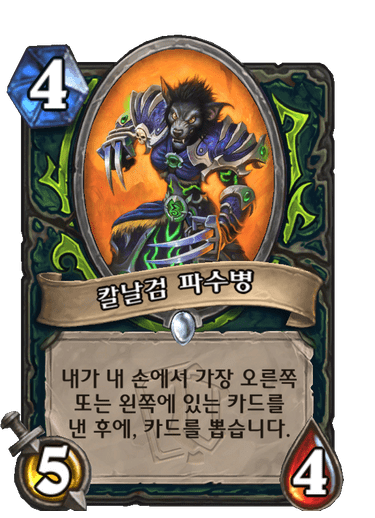 4
칼날검 파수병
내가 내 손에서 가장 오른쪽
또는 왼쪽에 있는 카드를
낸 후에, 카드를 뽑습니다.
5
4